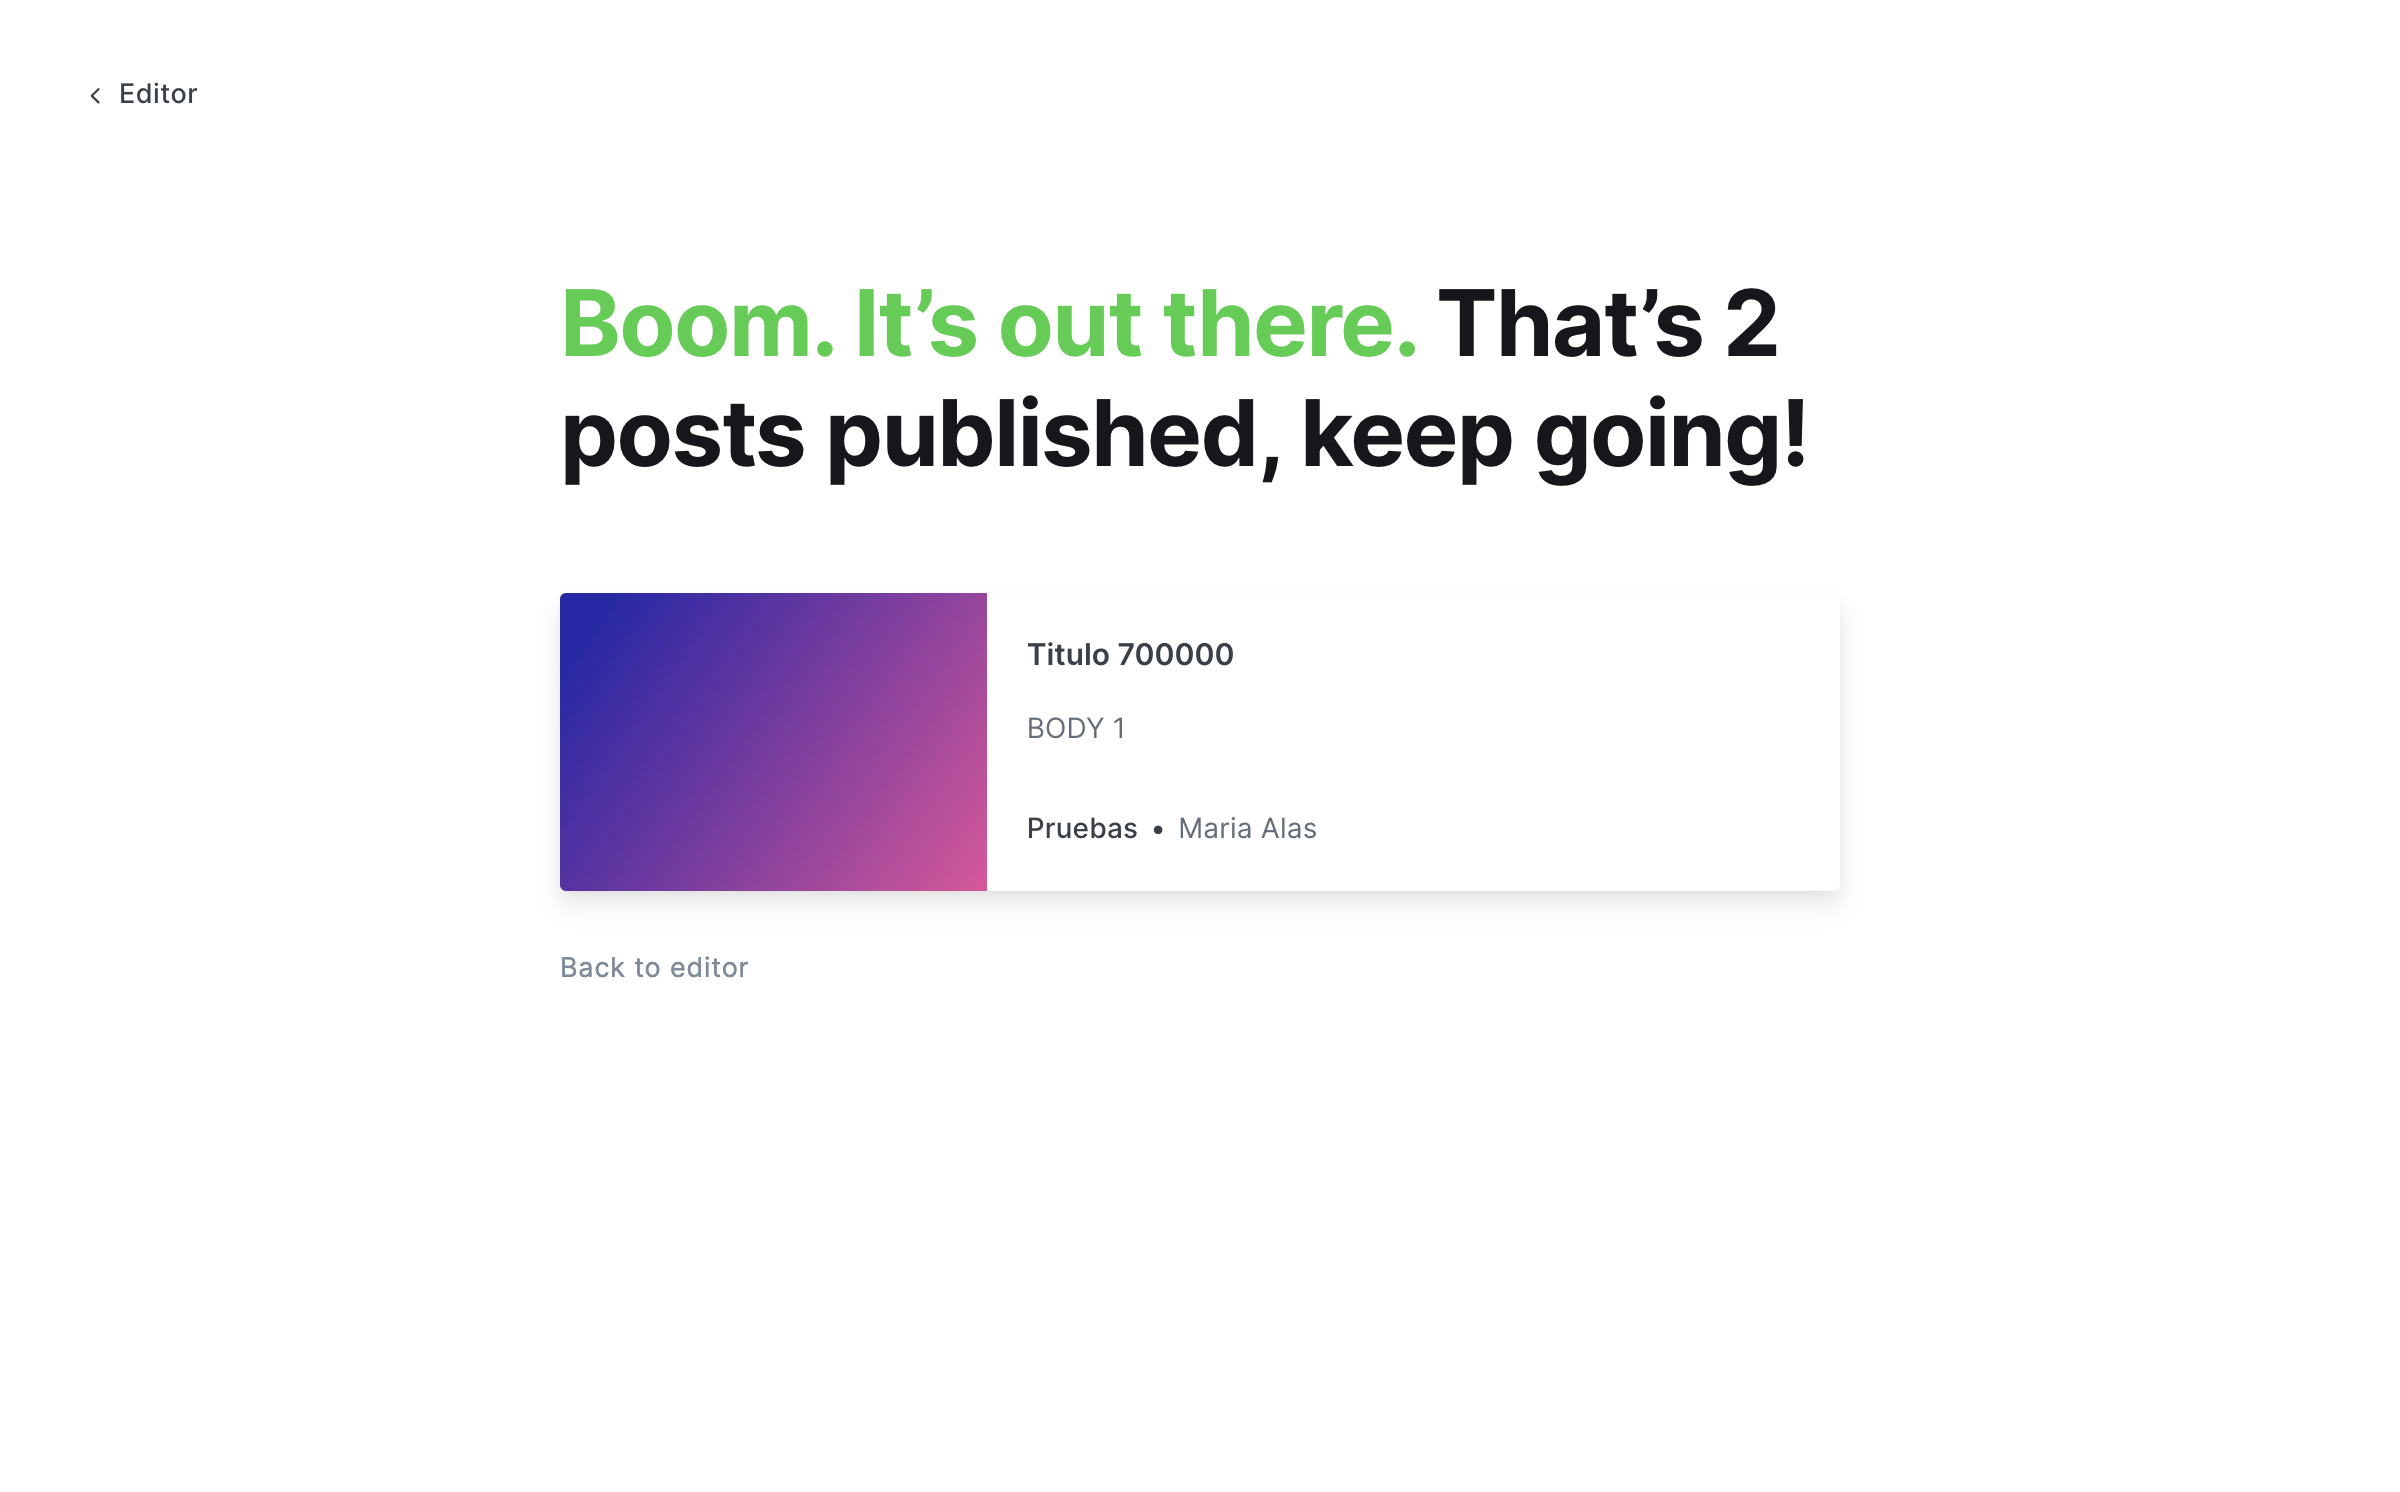 Editor
Boom. It’s out there. That’s 2
posts published, keep going!
Titulo 700000
BODY 1
Pruebas • Maria Alas
Back to editor